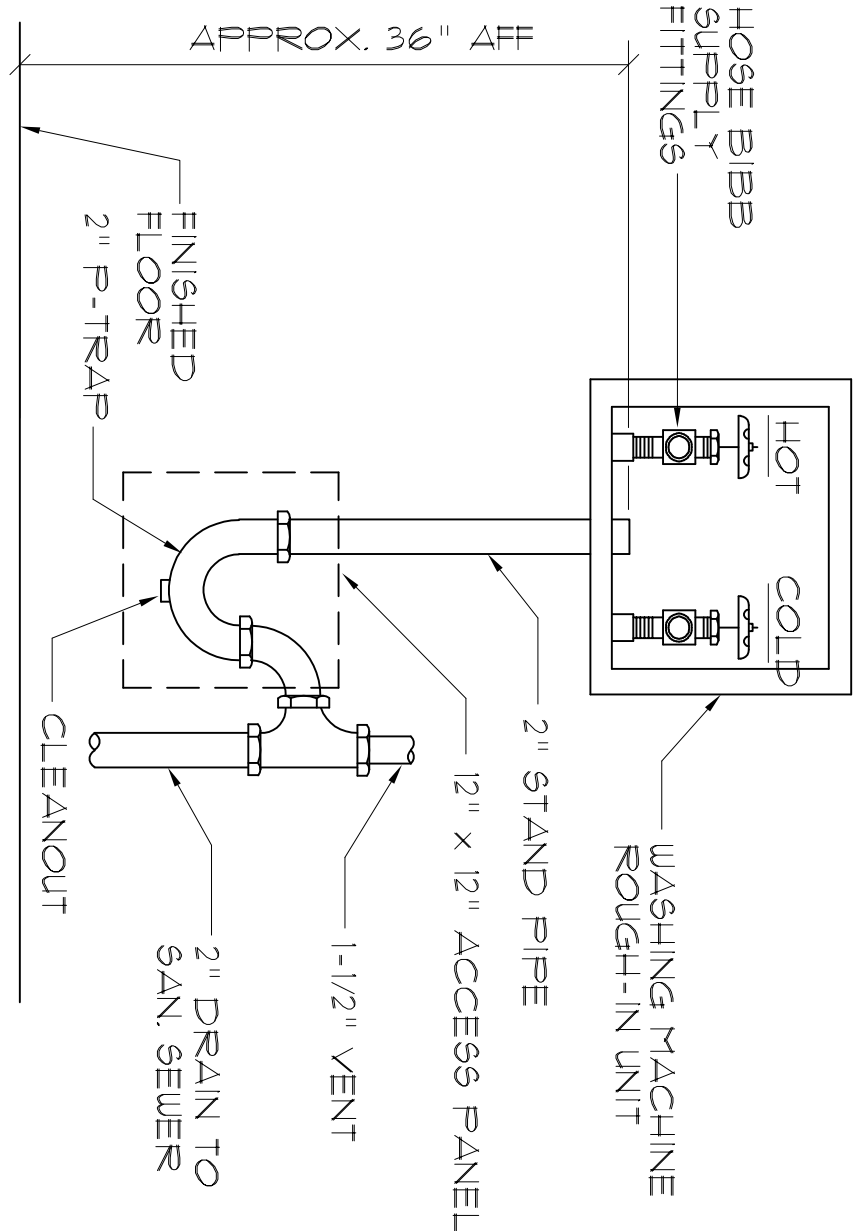 HOSE BIBB
SUPPLY
FITTINGS
HOT
COLD
WASHING MACHINE
ROUGH-IN UNIT
2" STAND PIPE
12" x 12" ACCESS PANEL
1-1/2" VENT
2" DRAIN TO
SAN. SEWER
CLEANOUT
2" P-TRAP
FINISHED
FLOOR
APPROX. 36" AFF